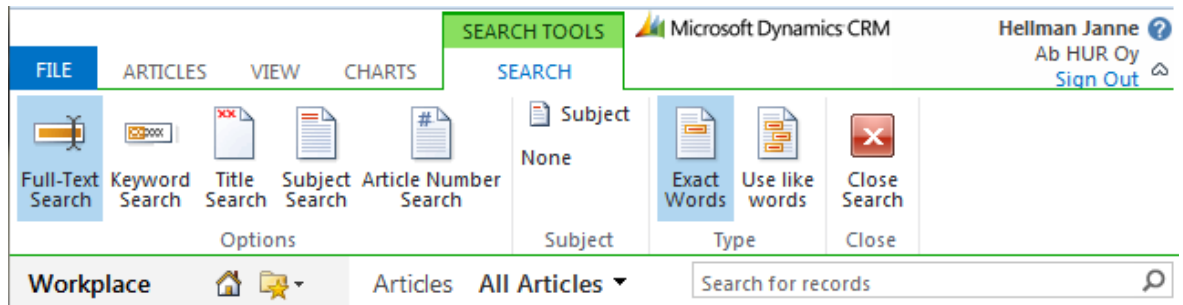 SEARCH TOOLS Microsoft Dynamics CRM Hellman Janne
Ab HUR Oy
FILE ARTICLES VIEW CHARTS SEARCH Sign Out
xx # Subject
xxx
None
Full-Text Keyword Title Subject Article Number Exact Use like Close
Search Search Search Search Search Words words Search
Options Subject Type Close
Workplace Articles All Articles Search for records